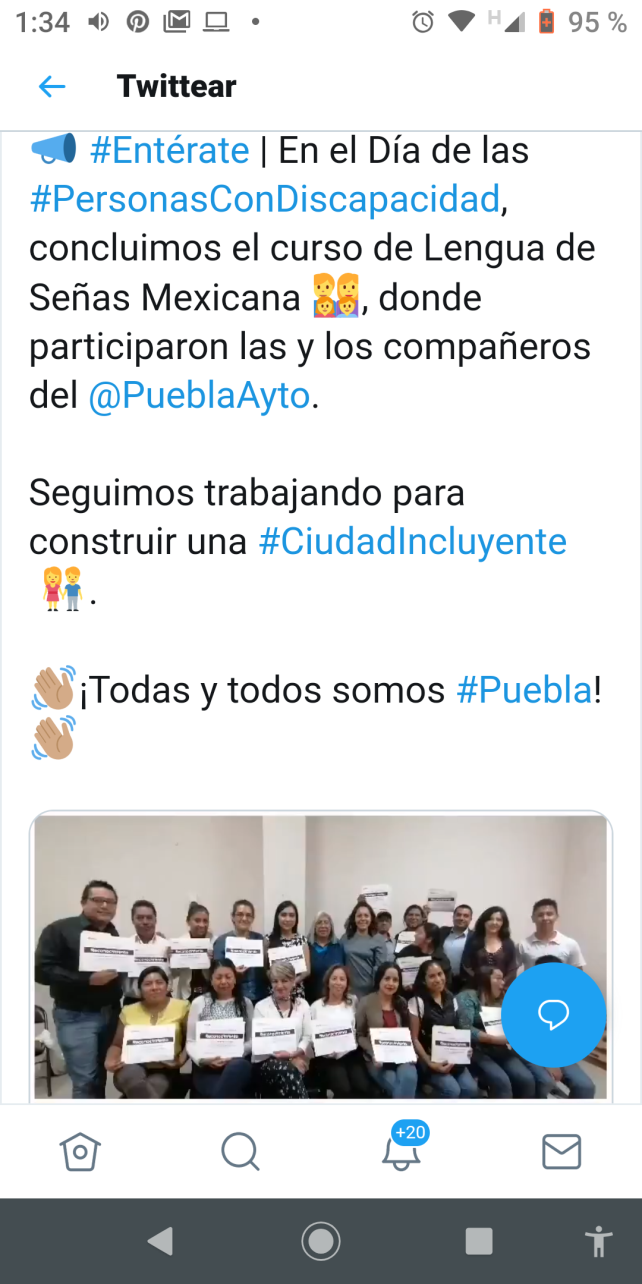 1:34
H
95 %
Twittear
#Entérate | En el Día de las
#PersonasConDiscapacidad,
concluimos el curso de Lengua de
Señas Mexicana 👨‍👩‍👧‍👧, donde
participaron las y los compañeros
del @PueblaAyto.
Seguimos trabajando para
construir una #CiudadIncluyente
👫.
👋🏽¡Todas y todos somos #Puebla!
👋🏽
+20